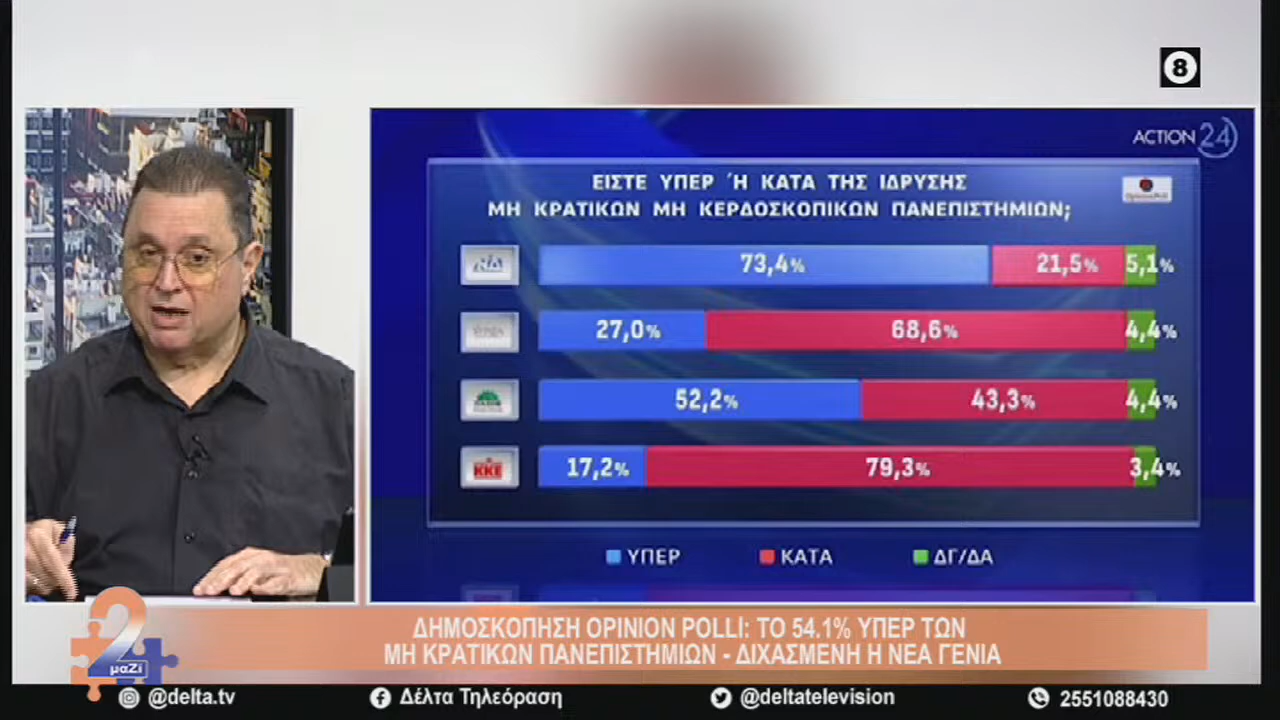 8
ACTION 24
ΕΙΣΤΕ ΥΠΕΡ Ή ΚΑΤΑ ΤΗΣ ΙΔΡΥΣΗΣ
ΜΗ ΚΡΑΤΙΚΩΝ ΜΗ ΚΕΡΔΟΣΚΟΠΙΚΩΝ ΠΑΝΕΠΙΣΤΗΜΙΩΝ;
73,4% 21,5% 5,1%
27,0% 68,6% 4,4%
52,2% 43,3% 4,4%
ΚΚΕ 17,2% 79,3% 3,4%
ΥΠΕΡ ΚΑΤΑ ΔΓ/ΔΑ
ΔΗΜΟΣΚΟΠΗΣΗ OPINION POLLI: ΤΟ 54.1% ΥΠΕΡ ΤΩΝ
ΜΗ ΚΡΑΤΙΚΩΝ ΠΑΝΕΠΙΣΤΗΜΙΩΝ - ΔΙΧΑΣΜΕΝΗ Η ΝΕΑ ΓΕΝΙΑ
2 μαΖί
@delta.tv Δέλτα Τηλεόραση @deltatelevision 2551088430